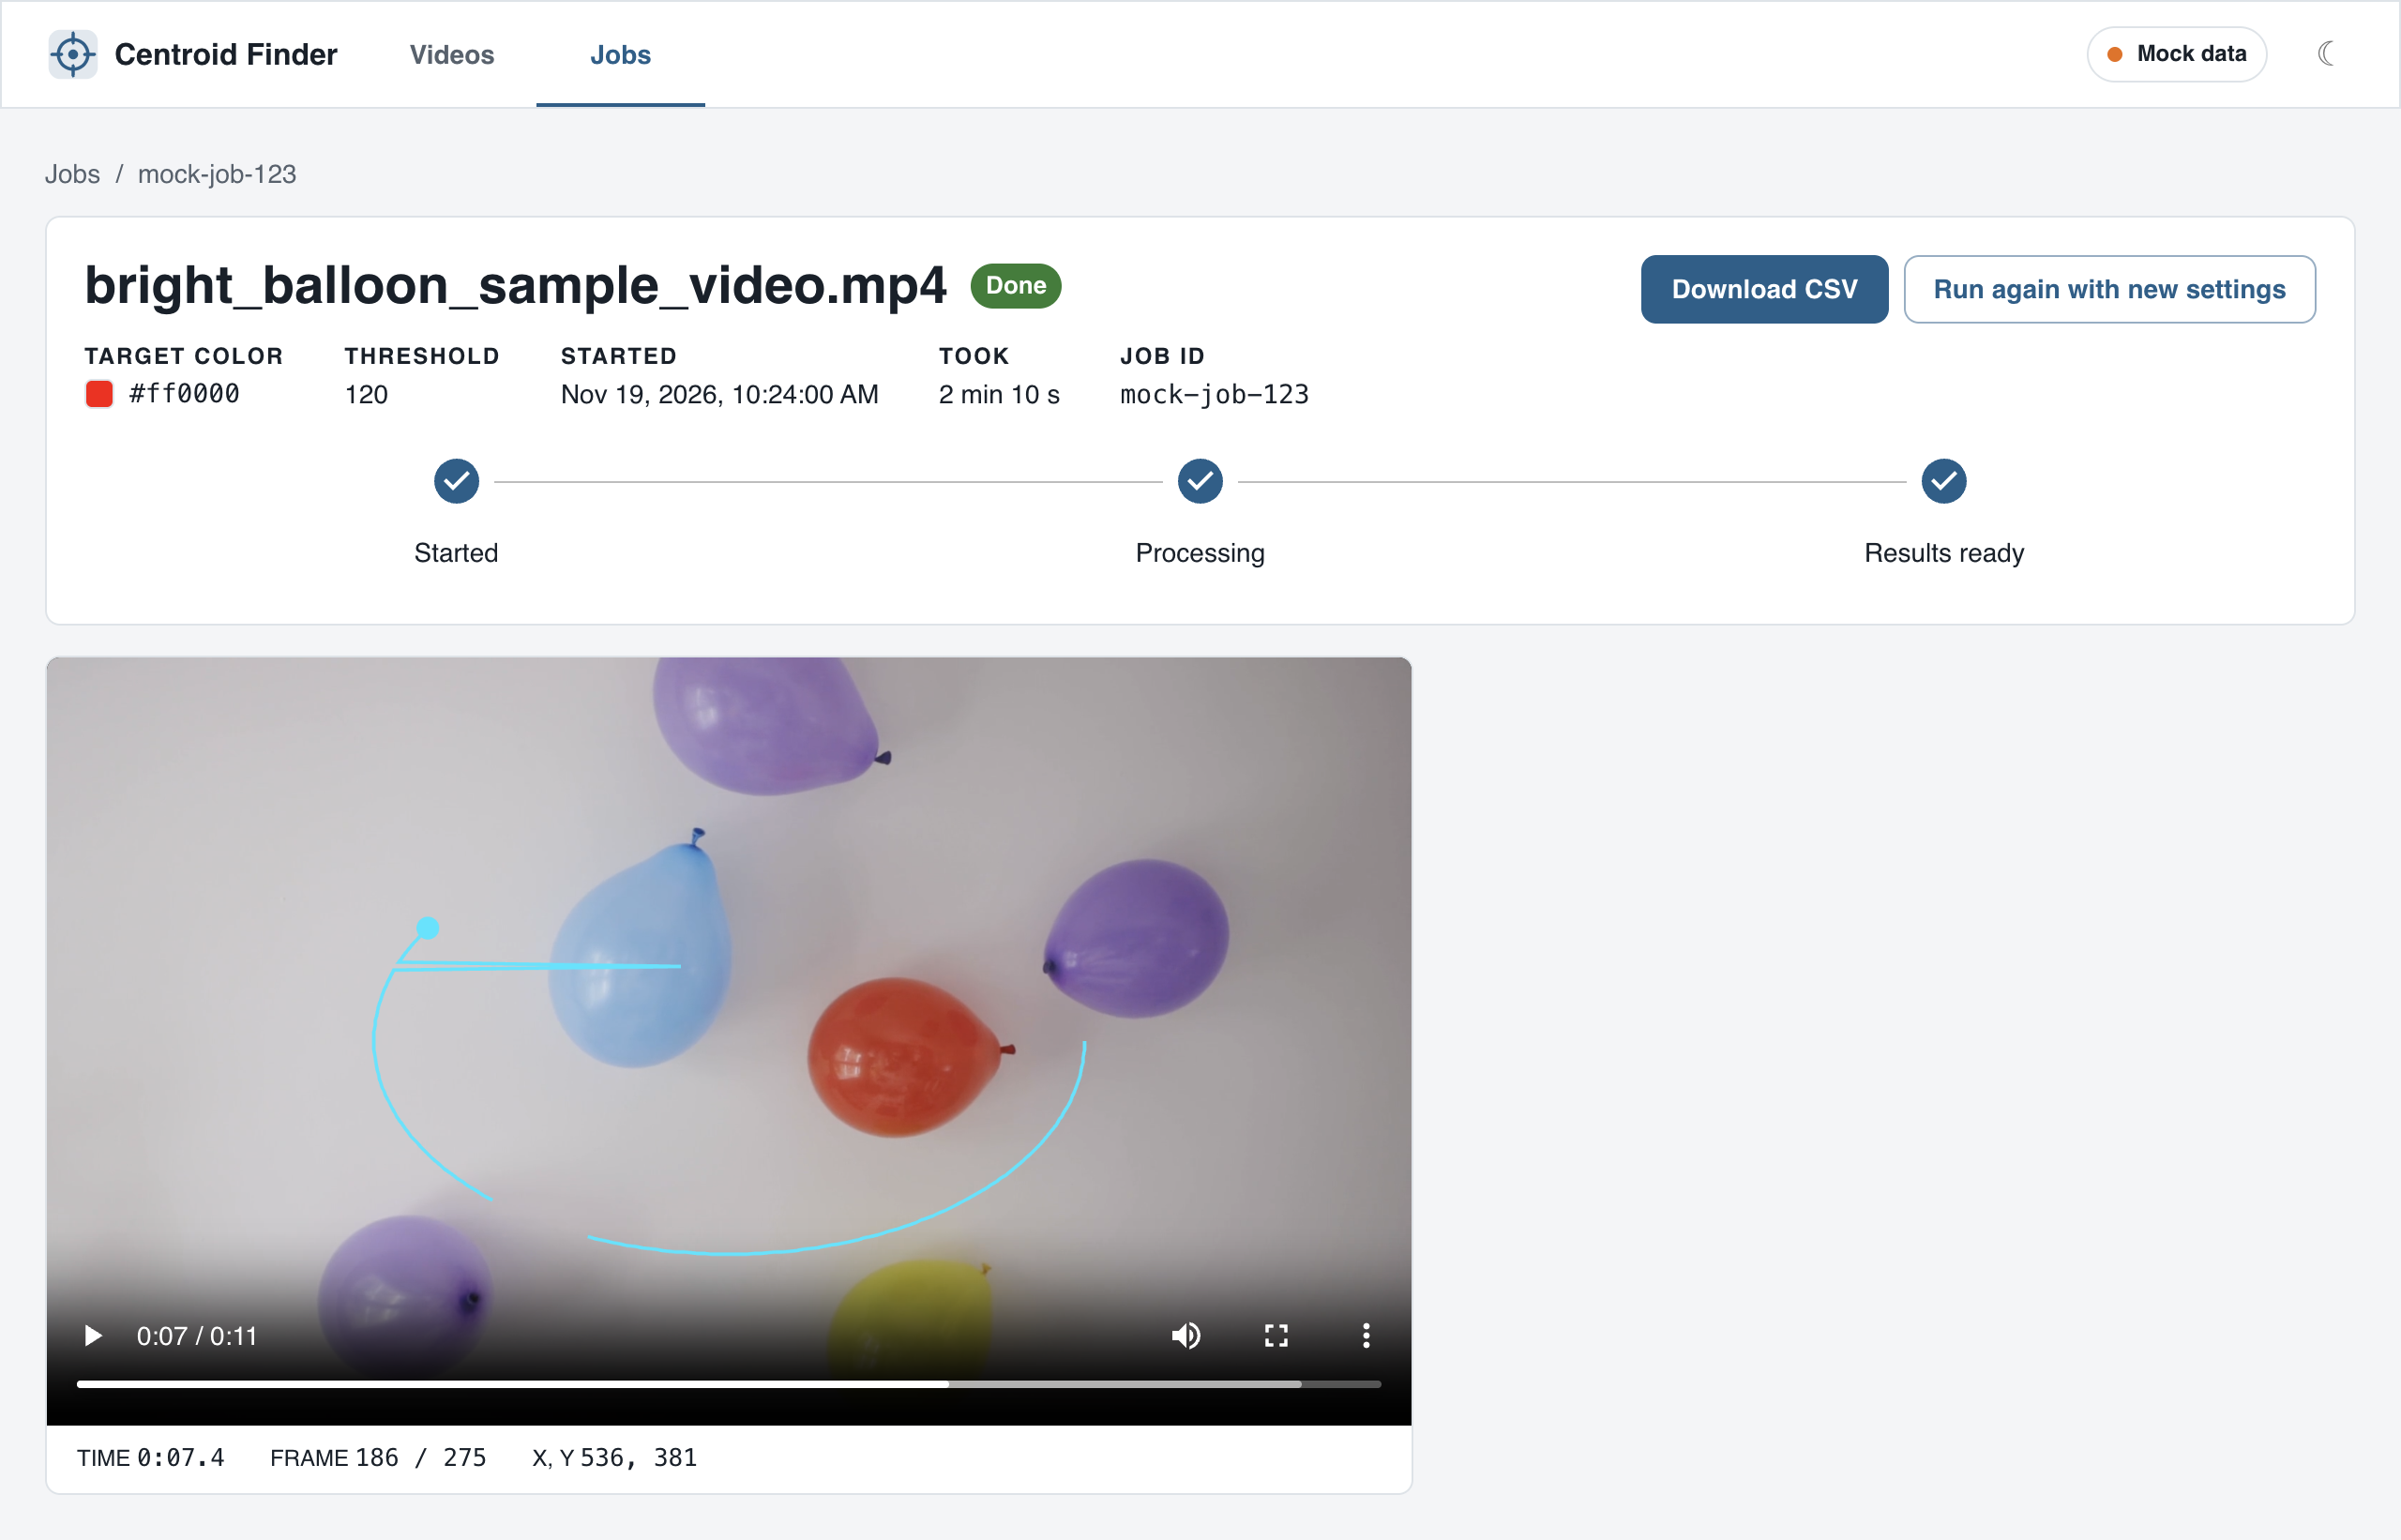 Centroid Finder
Videos
Jobs
Mock data
Jobs / mock-job-123
bright_balloon_sample_video.mp4
Done
Download CSV
Run again with new settings
TARGET COLOR
#ff0000
THRESHOLD
120
STARTED
Nov 19, 2026, 10:24:00 AM
TOOK
2 min 10 s
JOB ID
mock-job-123
Started
Processing
Results ready
0:07 / 0:11
TIME 0:07.4 FRAME 186 / 275 X, Y 536, 381